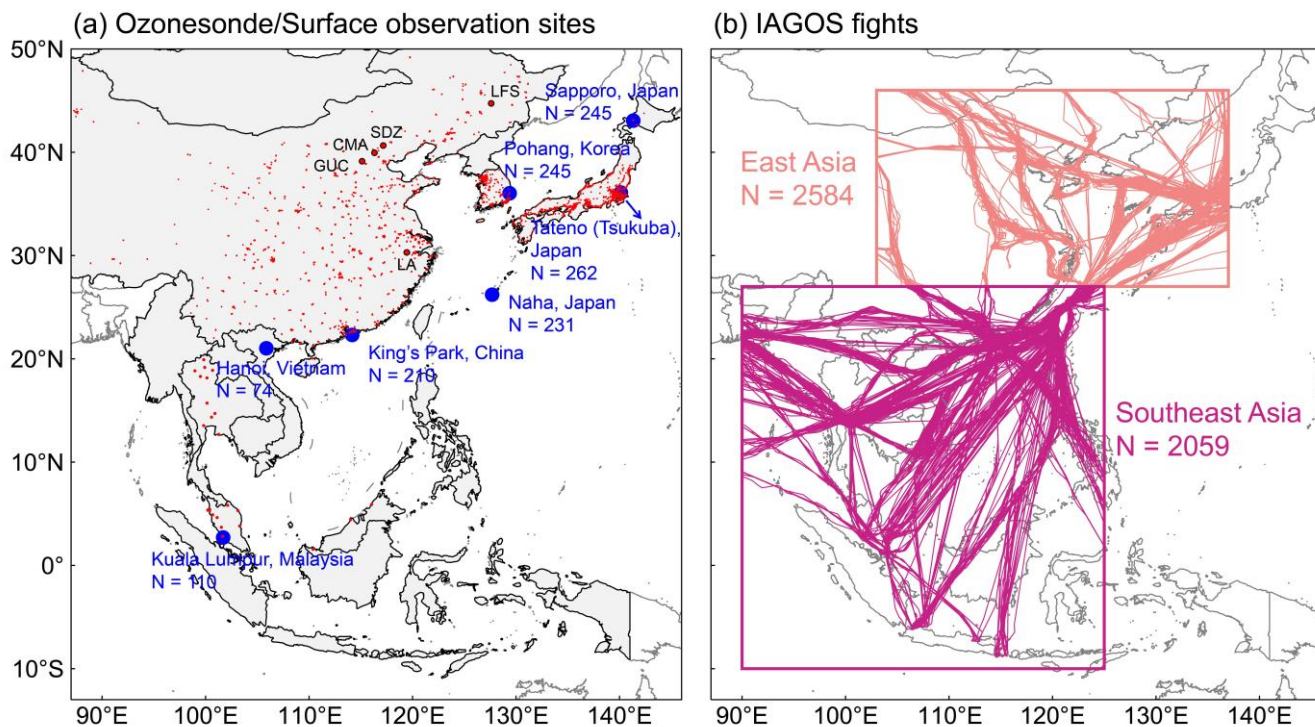 (a) Ozonesonde/Surface observation sites
50°N
40°N
30°N
20°N
10°N
0°
10°S
90°E
100°E
110°E
120°E
130°E
140°E
LFS
Sapporo, Japan
N = 245
SDZ
CMA
GUC
Pohang, Korea
N = 245
Tateno (Tsukuba),
Japan
N = 262
LA
Naha, Japan
N = 231
King's Park, China
N = 210
Hanoi, Vietnam
N = 74
Kuala Lumpur, Malaysia
N = 110
(b) IAGOS fights
East Asia
N = 2584
Southeast Asia
N = 2059
90°E
100°E
110°E
120°E
130°E
140°E